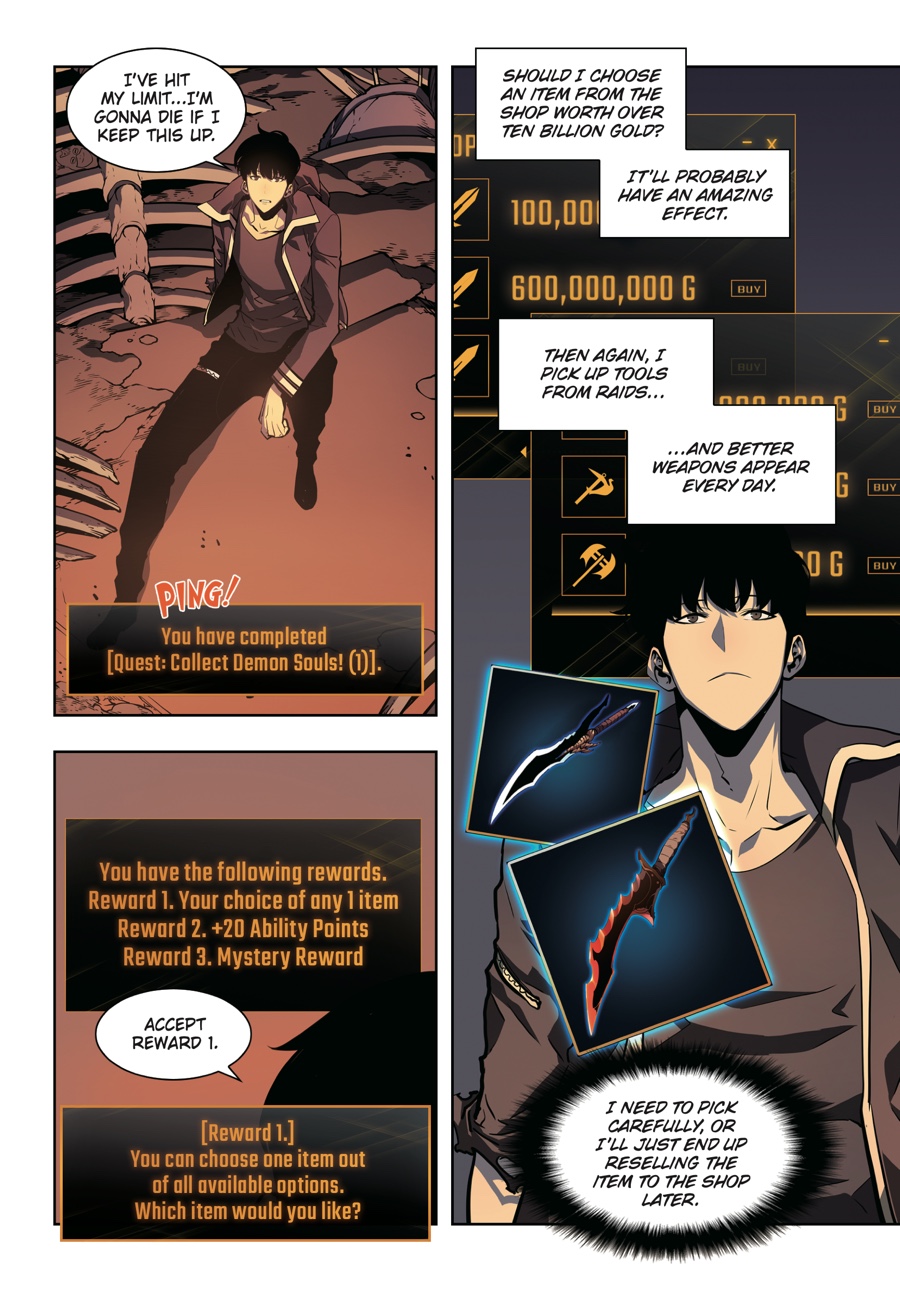 I'VE HIT
MY LIMIT...I'M
GONNA DIE IF I
KEEP THIS UP.
PING!
You have completed
[Quest: Collect Demon Souls! (1)].
You have the following rewards.
Reward 1. Your choice of any 1 item
Reward 2. +20 Ability Points
Reward 3. Mystery Reward
ACCEPT
REWARD 1.
[Reward 1.]
You can choose one item out
of all available options.
Which item would you like?
SHOULD I CHOOSE
AN ITEM FROM THE
SHOP WORTH OVER
TEN BILLION GOLD?
IT'LL PROBABLY
HAVE AN AMAZING
EFFECT.
600,000,000 G BUY
THEN AGAIN, I
PICK UP TOOLS
FROM RAIDS...
BUY
G BUY
...AND BETTER
WEAPONS APPEAR
EVERY DAY.
G BUY
0 G BUY
I NEED TO PICK
CAREFULLY, OR
I'LL JUST END UP
RESELLING THE
ITEM TO THE SHOP
LATER.